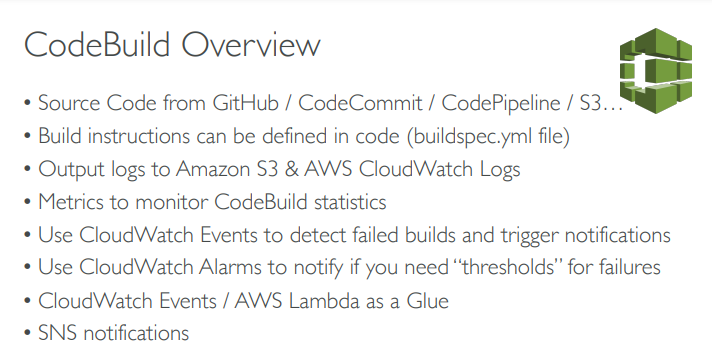 CodeBuild Overview
• Source Code from GitHub / CodeCommit / CodePipeline / S3…
• Build instructions can be defined in code (buildspec.yml file)
• Output logs to Amazon S3 & AWS CloudWatch Logs
• Metrics to monitor CodeBuild statistics
• Use CloudWatch Events to detect failed builds and trigger notifications
• Use CloudWatch Alarms to notify if you need “thresholds” for failures
• CloudWatch Events / AWS Lambda as a Glue
• SNS notifications